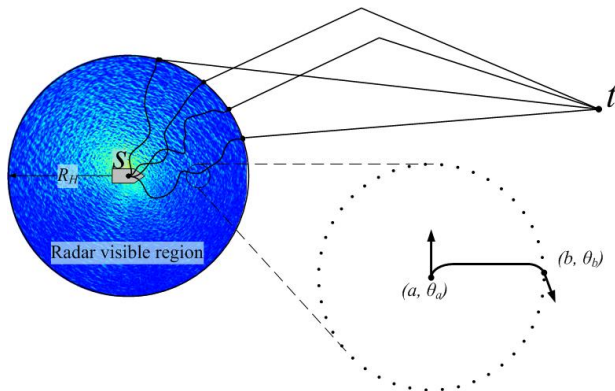 t
S
R_H
Radar visible region
(b, θ_b)
(a, θ_a)